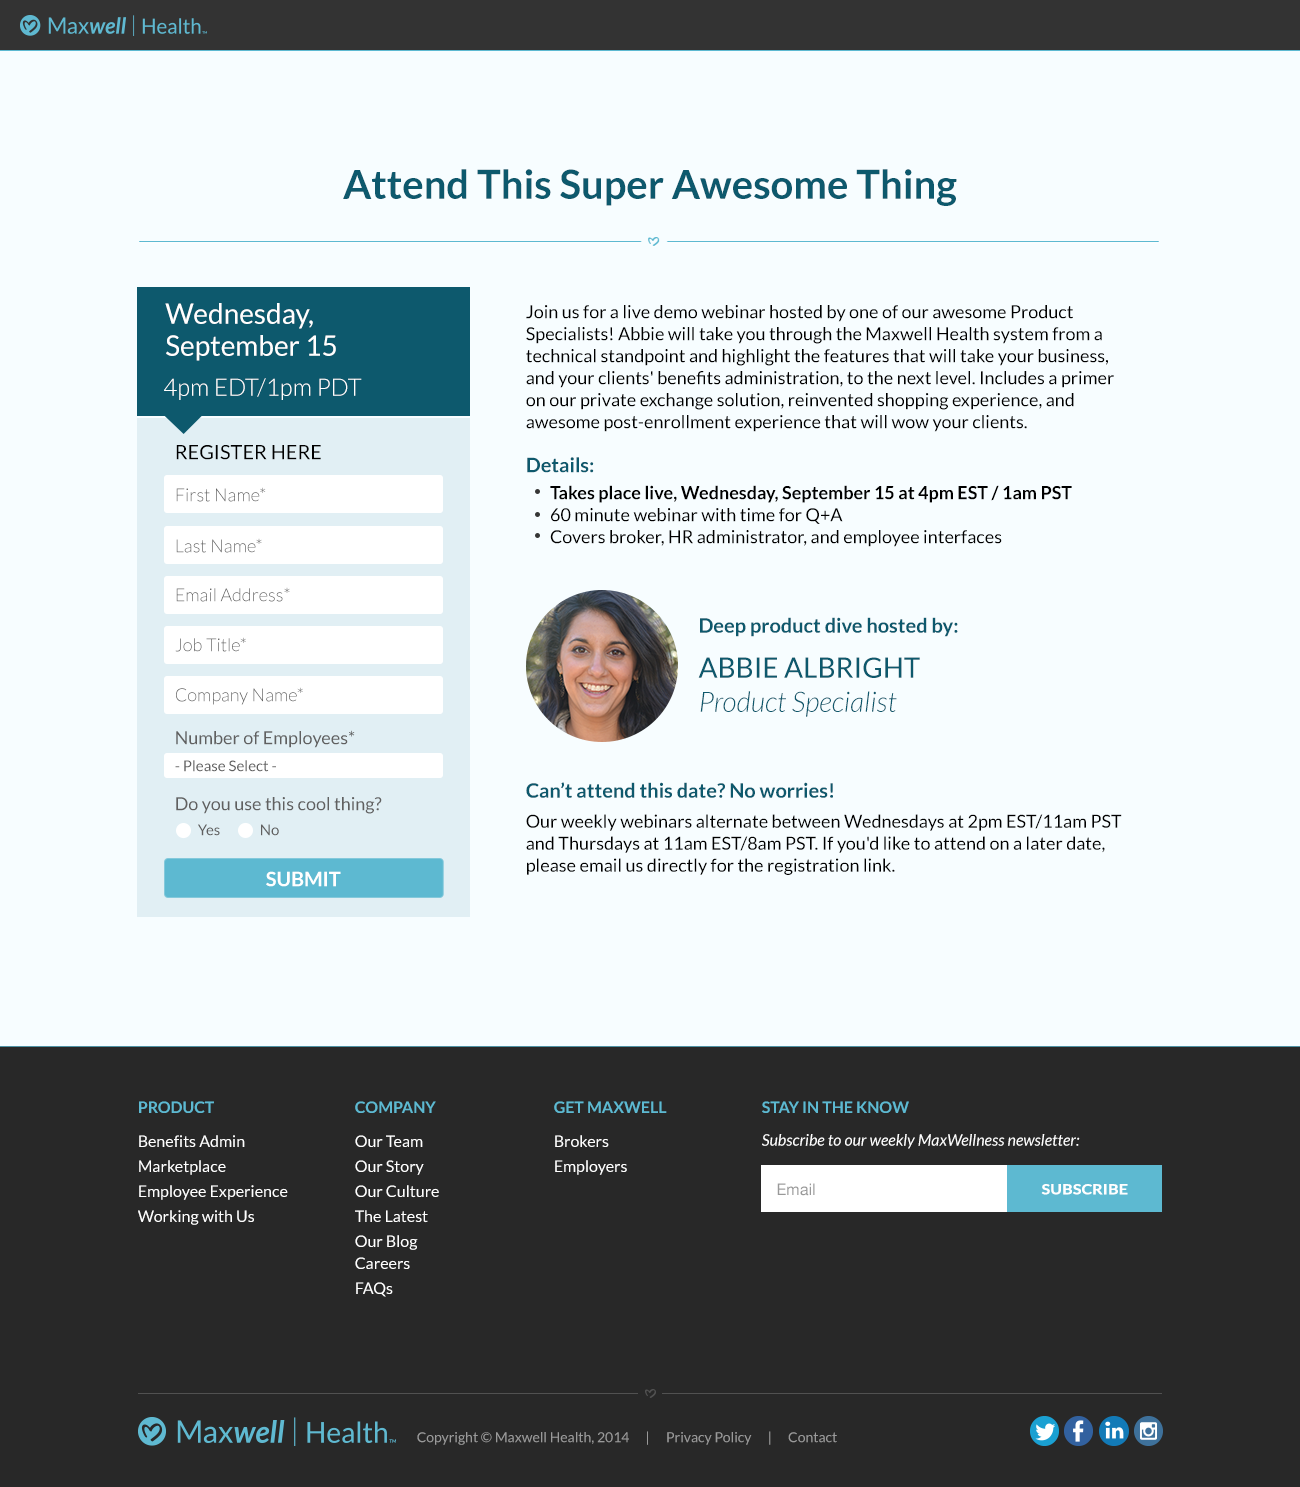 Maxwell | Health™
Attend This Super Awesome Thing
Wednesday,
September 15
4pm EDT/1pm PDT
REGISTER HERE
First Name*
Last Name*
Email Address*
Job Title*
Company Name*
Number of Employees*
- Please Select -
Do you use this cool thing?
Yes No
SUBMIT
Join us for a live demo webinar hosted by one of our awesome Product
Specialists! Abbie will take you through the Maxwell Health system from a
technical standpoint and highlight the features that will take your business,
and your clients' benefits administration, to the next level. Includes a primer
on our private exchange solution, reinvented shopping experience, and
awesome post-enrollment experience that will wow your clients.
Details:
• Takes place live, Wednesday, September 15 at 4pm EST / 1am PST
• 60 minute webinar with time for Q+A
• Covers broker, HR administrator, and employee interfaces
Deep product dive hosted by:
ABBIE ALBRIGHT
Product Specialist
Can’t attend this date? No worries!
Our weekly webinars alternate between Wednesdays at 2pm EST/11am PST
and Thursdays at 11am EST/8am PST. If you'd like to attend on a later date,
please email us directly for the registration link.
PRODUCT
Benefits Admin
Marketplace
Employee Experience
Working with Us
COMPANY
Our Team
Our Story
Our Culture
The Latest
Our Blog
Careers
FAQs
GET MAXWELL
Brokers
Employers
STAY IN THE KNOW
Subscribe to our weekly MaxWellness newsletter:
Email
SUBSCRIBE
Maxwell | Health™
Copyright © Maxwell Health, 2014 | Privacy Policy | Contact